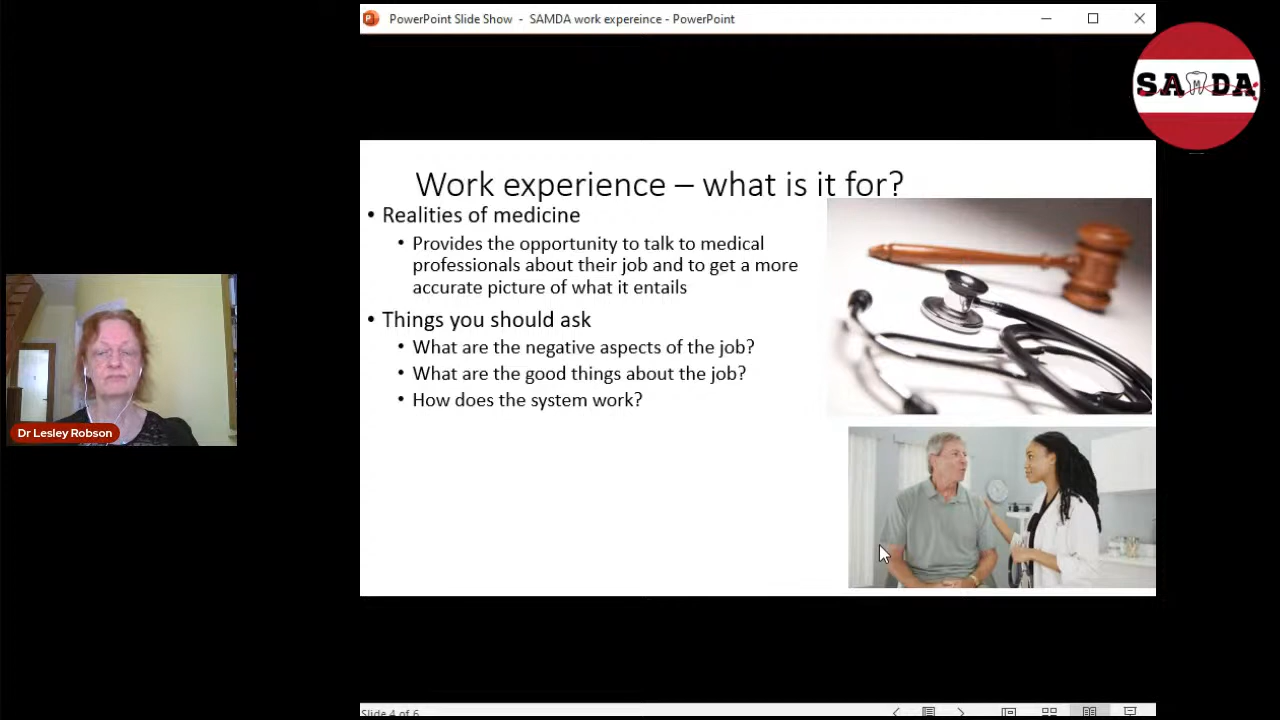 PowerPoint Slide Show - SAMDA work expereince - PowerPoint
SAMDA
Work experience – what is it for?
• Realities of medicine
• Provides the opportunity to talk to medical
professionals about their job and to get a more
accurate picture of what it entails
• Things you should ask
• What are the negative aspects of the job?
• What are the good things about the job?
• How does the system work?
Dr Lesley Robson
Slide 4 of 6